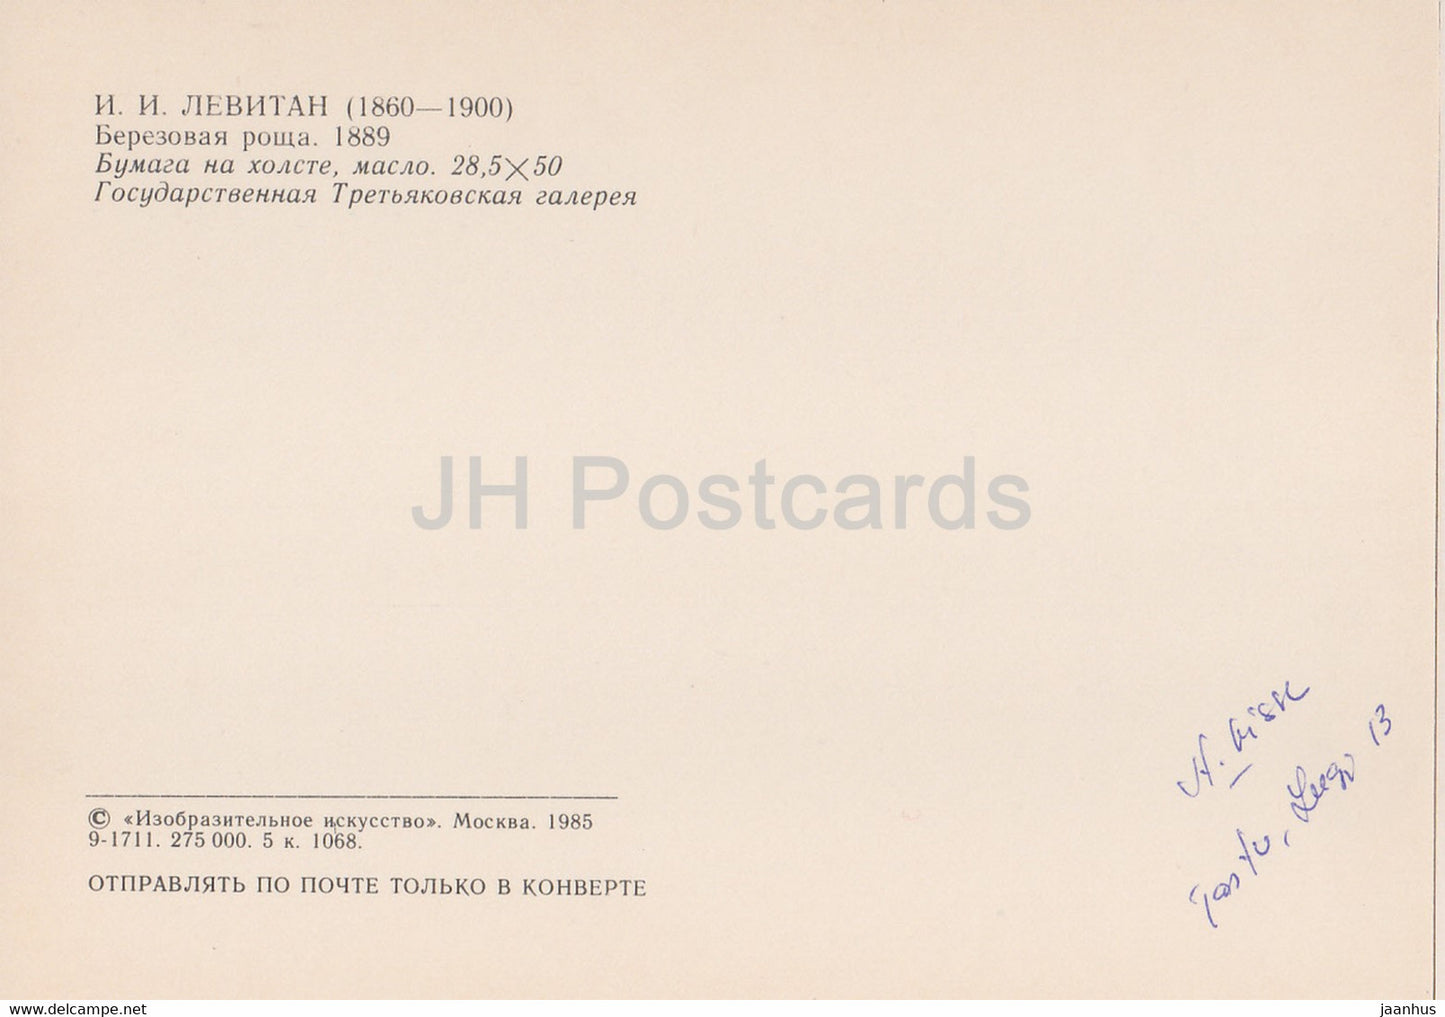 И. И. ЛЕВИТАН (1860—1900)
Березовая роща. 1889
Бумага на холсте, масло. 28,5×50
Государственная Третьяковская галерея
JH Postcards
© «Изобразительное искусство». Москва. 1985
9-1711. 275 000. 5 к. 1068.
ОТПРАВЛЯТЬ ПО ПОЧТЕ ТОЛЬКО В КОНВЕРТЕ
13
www.delcampe.net
jaanhus